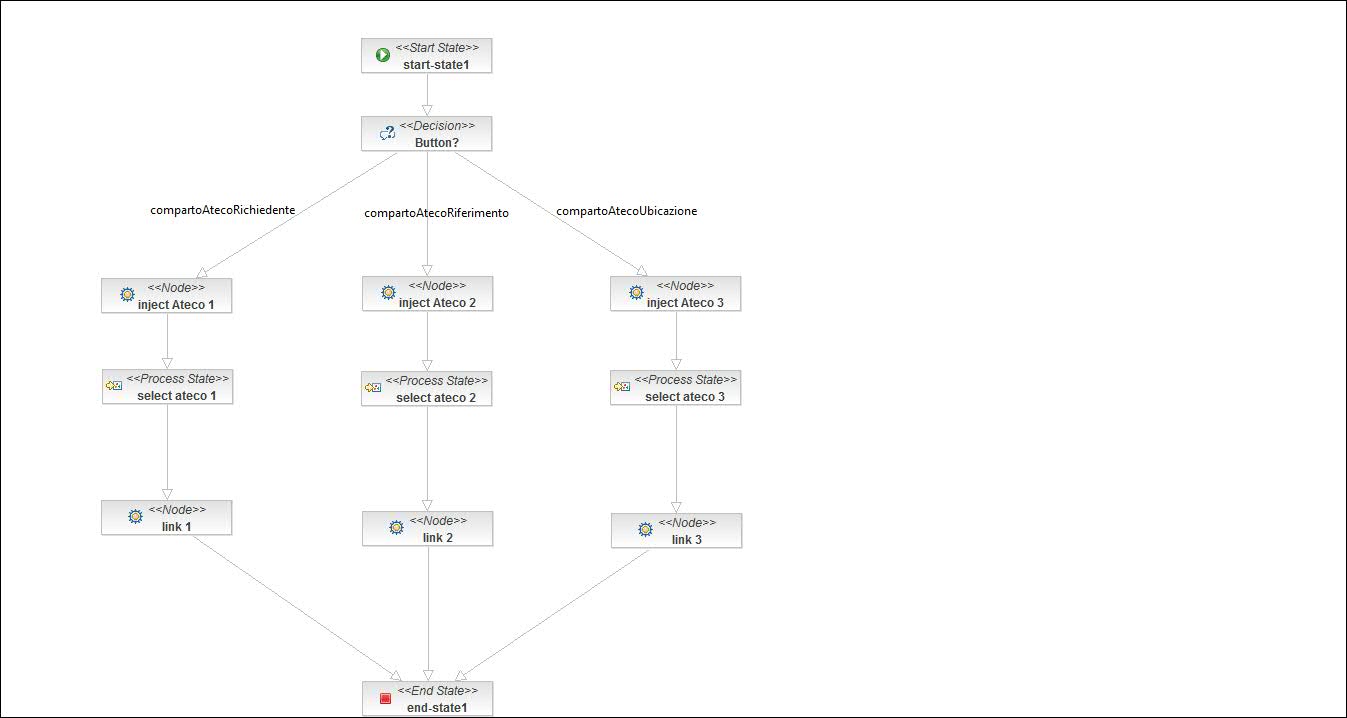 <<Start State>>
start-state1
<<Decision>>
Button?
compartoAtecoRichiedente
compartoAtecoRiferimento
compartoAtecoUbicazione
<<Node>>
inject Ateco 1
<<Node>>
inject Ateco 2
<<Node>>
inject Ateco 3
<<Process State>>
select ateco 1
<<Process State>>
select ateco 2
<<Process State>>
select ateco 3
<<Node>>
link 1
<<Node>>
link 2
<<Node>>
link 3
<<End State>>
end-state1